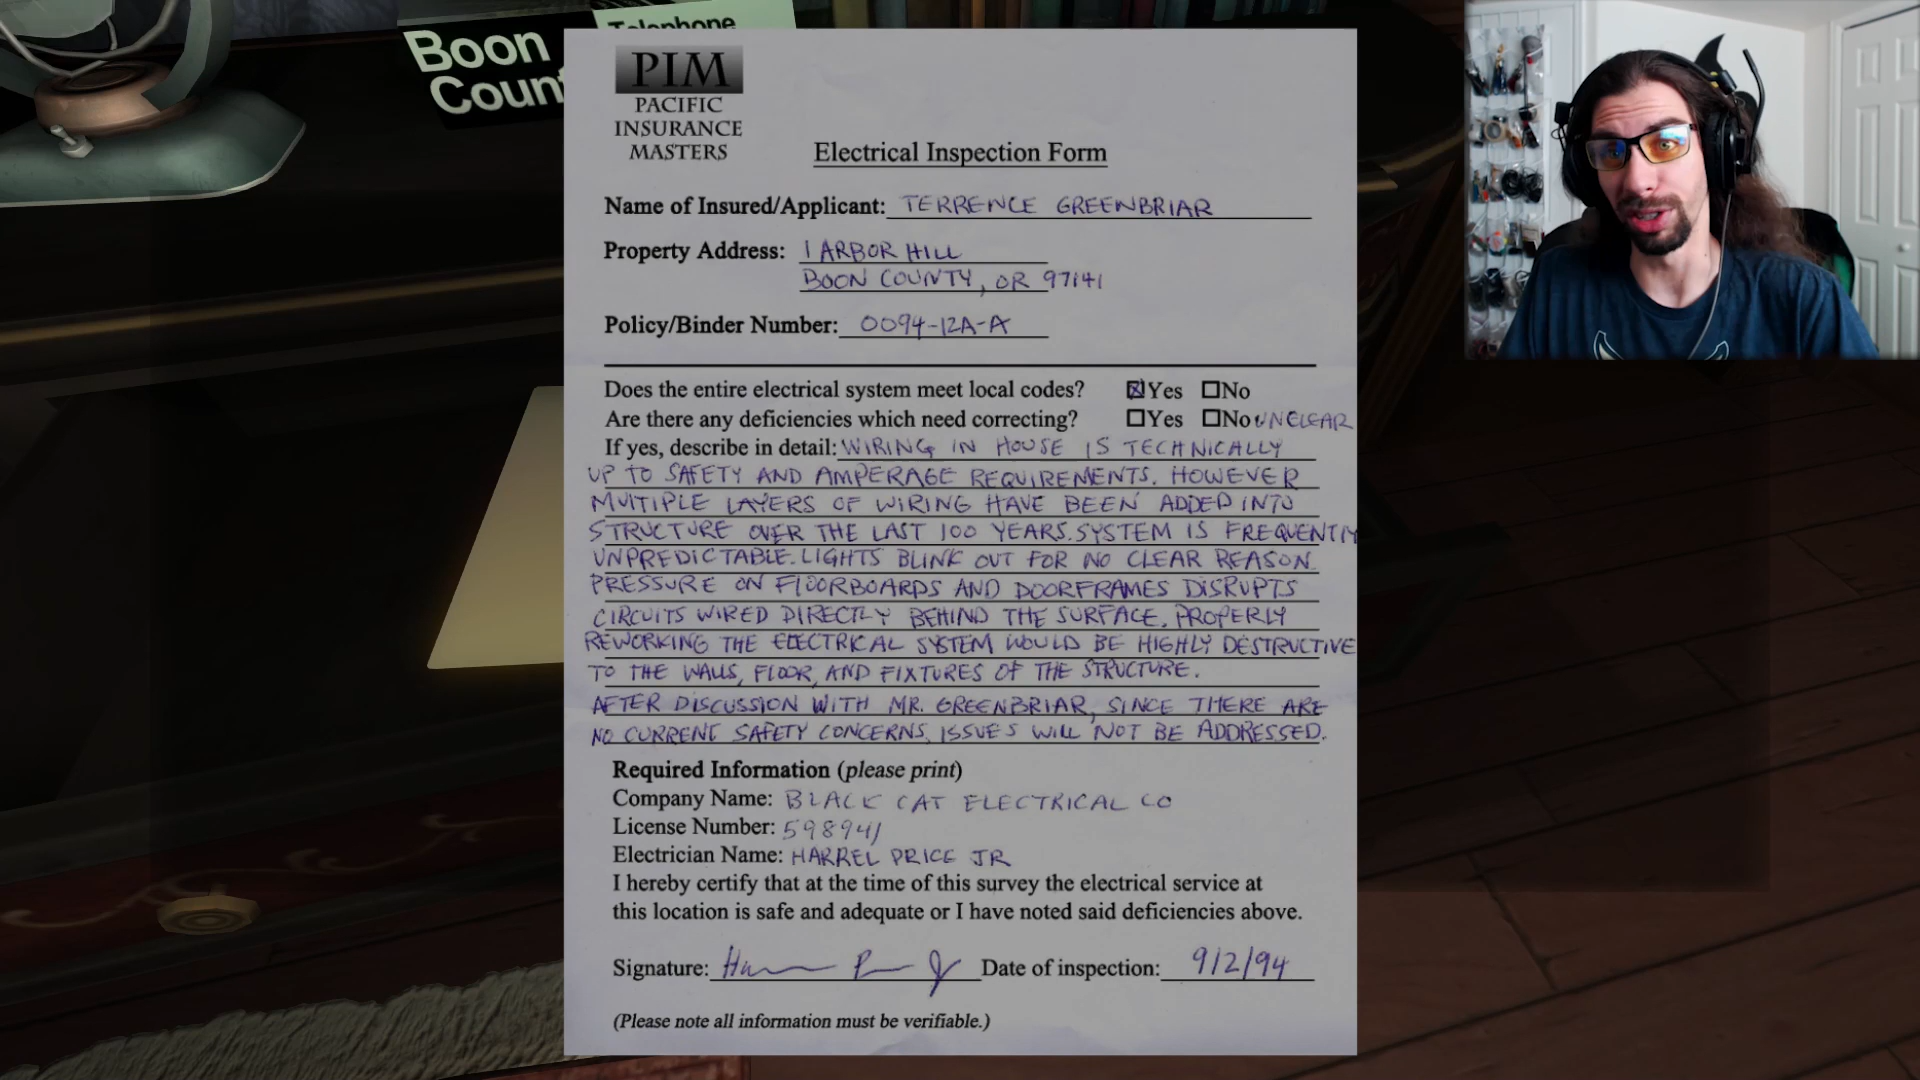 Boon
Coun
Telephone
PIM
PACIFIC
INSURANCE
MASTERS
Electrical Inspection Form
Name of Insured/Applicant: TERRENCE GREENBRIAR
Property Address: 1 ARBOR HILL
BOON COUNTY, OR 97141
Policy/Binder Number: 0094-12A-A
Does the entire electrical system meet local codes? ☒Yes ☐No
Are there any deficiencies which need correcting? ☐Yes ☐No UNCLEAR
If yes, describe in detail: WIRING IN HOUSE IS TECHNICALLY
UP TO SAFETY AND AMPERAGE REQUIREMENTS. HOWEVER
MULTIPLE LAYERS OF WIRING HAVE BEEN ADDED INTO
STRUCTURE OVER THE LAST 100 YEARS. SYSTEM IS FREQUENTLY
UNPREDICTABLE. LIGHTS BLINK OUT FOR NO CLEAR REASON.
PRESSURE ON FLOORBOARDS AND DOORFRAMES DISRUPTS
CIRCUITS WIRED DIRECTLY BEHIND THE SURFACE. PROPERLY
REWORKING THE ELECTRICAL SYSTEM WOULD BE HIGHLY DESTRUCTIVE
TO THE WALLS, FLOOR, AND FIXTURES OF THE STRUCTURE.
AFTER DISCUSSION WITH MR. GREENBRIAR, SINCE THERE ARE
NO CURRENT SAFETY CONCERNS, ISSUES WILL NOT BE ADDRESSED.
Required Information (please print)
Company Name: BLACK CAT ELECTRICAL CO
License Number: 598941
Electrician Name: HARREL PRICE JR
I hereby certify that at the time of this survey the electrical service at
this location is safe and adequate or I have noted said deficiencies above.
Signature: Date of inspection: 9/2/94
(Please note all information must be verifiable.)